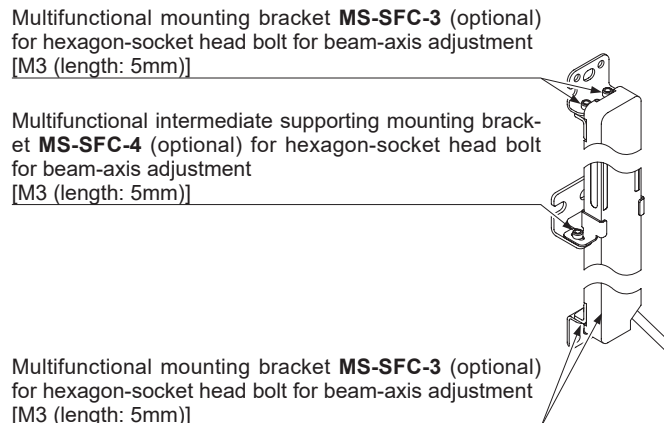 Multifunctional mounting bracket MS-SFC-3 (optional)
for hexagon-socket head bolt for beam-axis adjustment
[M3 (length: 5mm)]
Multifunctional intermediate supporting mounting brack-
et MS-SFC-4 (optional) for hexagon-socket head bolt
for beam-axis adjustment
[M3 (length: 5mm)]
Multifunctional mounting bracket MS-SFC-3 (optional)
for hexagon-socket head bolt for beam-axis adjustment
[M3 (length: 5mm)]